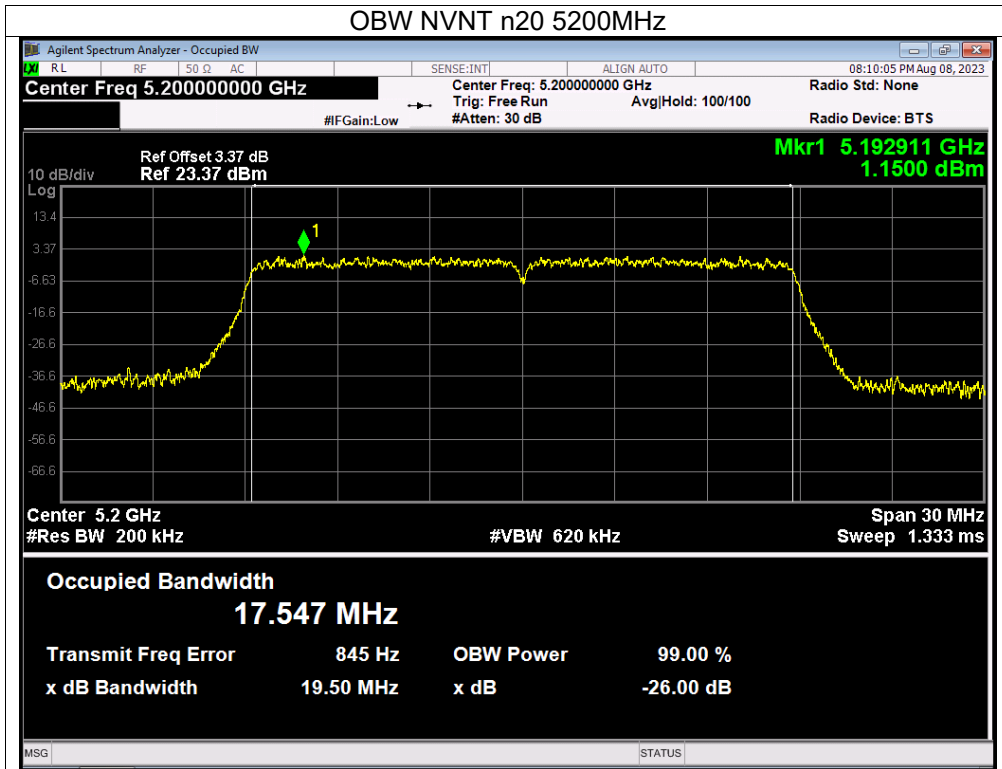 OBW NVNT n20 5200MHz
Agilent Spectrum Analyzer - Occupied BW
LXI RL RF 50 Ω AC SENSE:INT ALIGN AUTO 08:10:05 PM Aug 08, 2023
Center Freq 5.200000000 GHz Center Freq: 5.200000000 GHz Radio Std: None
Trig: Free Run Avg|Hold: 100/100
#IFGain:Low #Atten: 30 dB Radio Device: BTS
Mkr1 5.192911 GHz
1.1500 dBm
Ref Offset 3.37 dB
10 dB/div Ref 23.37 dBm
Log
13.4
1
3.37
-6.63
-16.6
-26.6
-36.6
-46.6
-56.6
-66.6
Center 5.2 GHz Span 30 MHz
#Res BW 200 kHz #VBW 620 kHz Sweep 1.333 ms
Occupied Bandwidth
17.547 MHz
Transmit Freq Error 845 Hz OBW Power 99.00 %
x dB Bandwidth 19.50 MHz x dB -26.00 dB
MSG STATUS